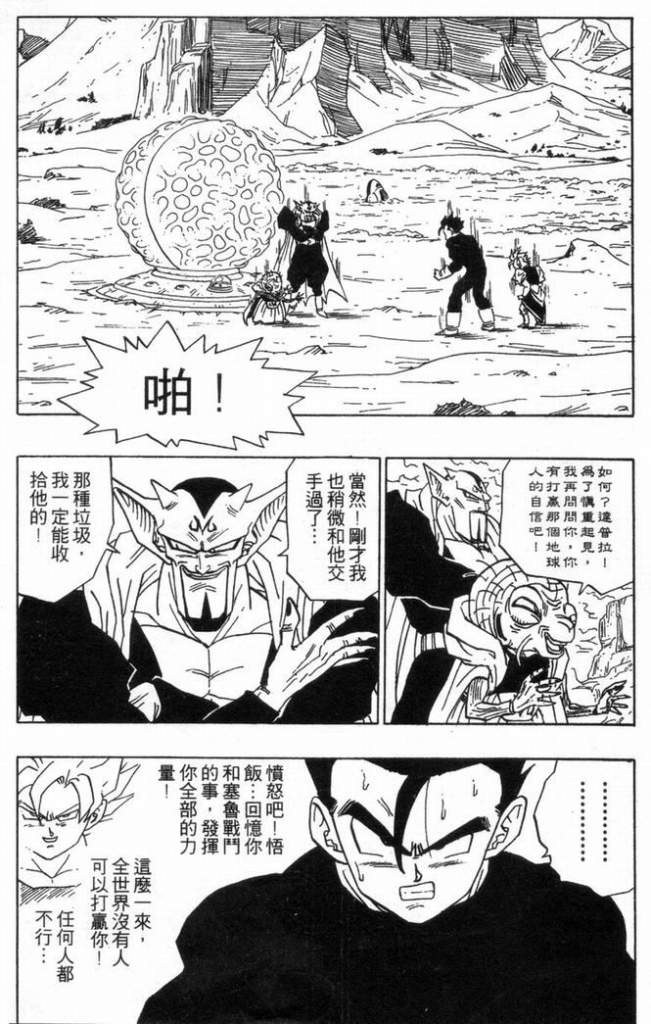 啪！
如何？達普拉！
為了慎重起見，
我再問問你，你
有打贏那個地球
人的自信吧！
當然！剛才我
也稍微和他交
手過了…
那種垃圾，
我一定能收
拾他的！
………………
憤怒吧！悟
飯…回憶你
和塞魯戰鬥
的事，發揮
你全部的力
量！
這麼一來，
全世界沒有人
可以打贏你！
任何人都
不行…